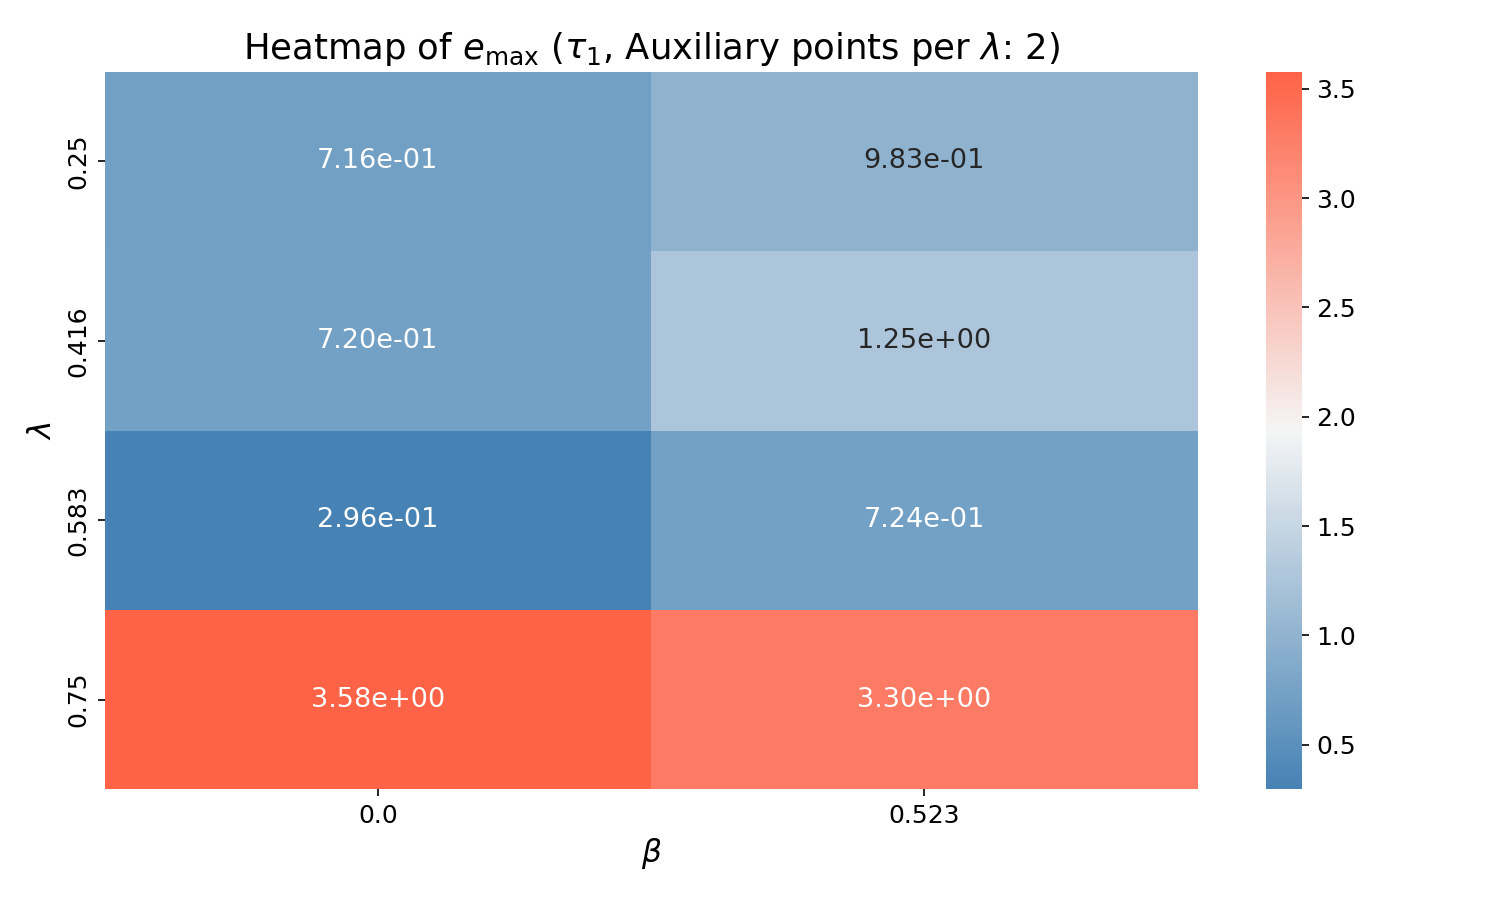 Heatmap of e_max (τ_1, Auxiliary points per λ: 2)
λ
0.25
7.16e-01
9.83e-01
0.416
7.20e-01
1.25e+00
0.583
2.96e-01
7.24e-01
0.75
3.58e+00
3.30e+00
0.0
0.523
β
3.5
3.0
2.5
2.0
1.5
1.0
0.5